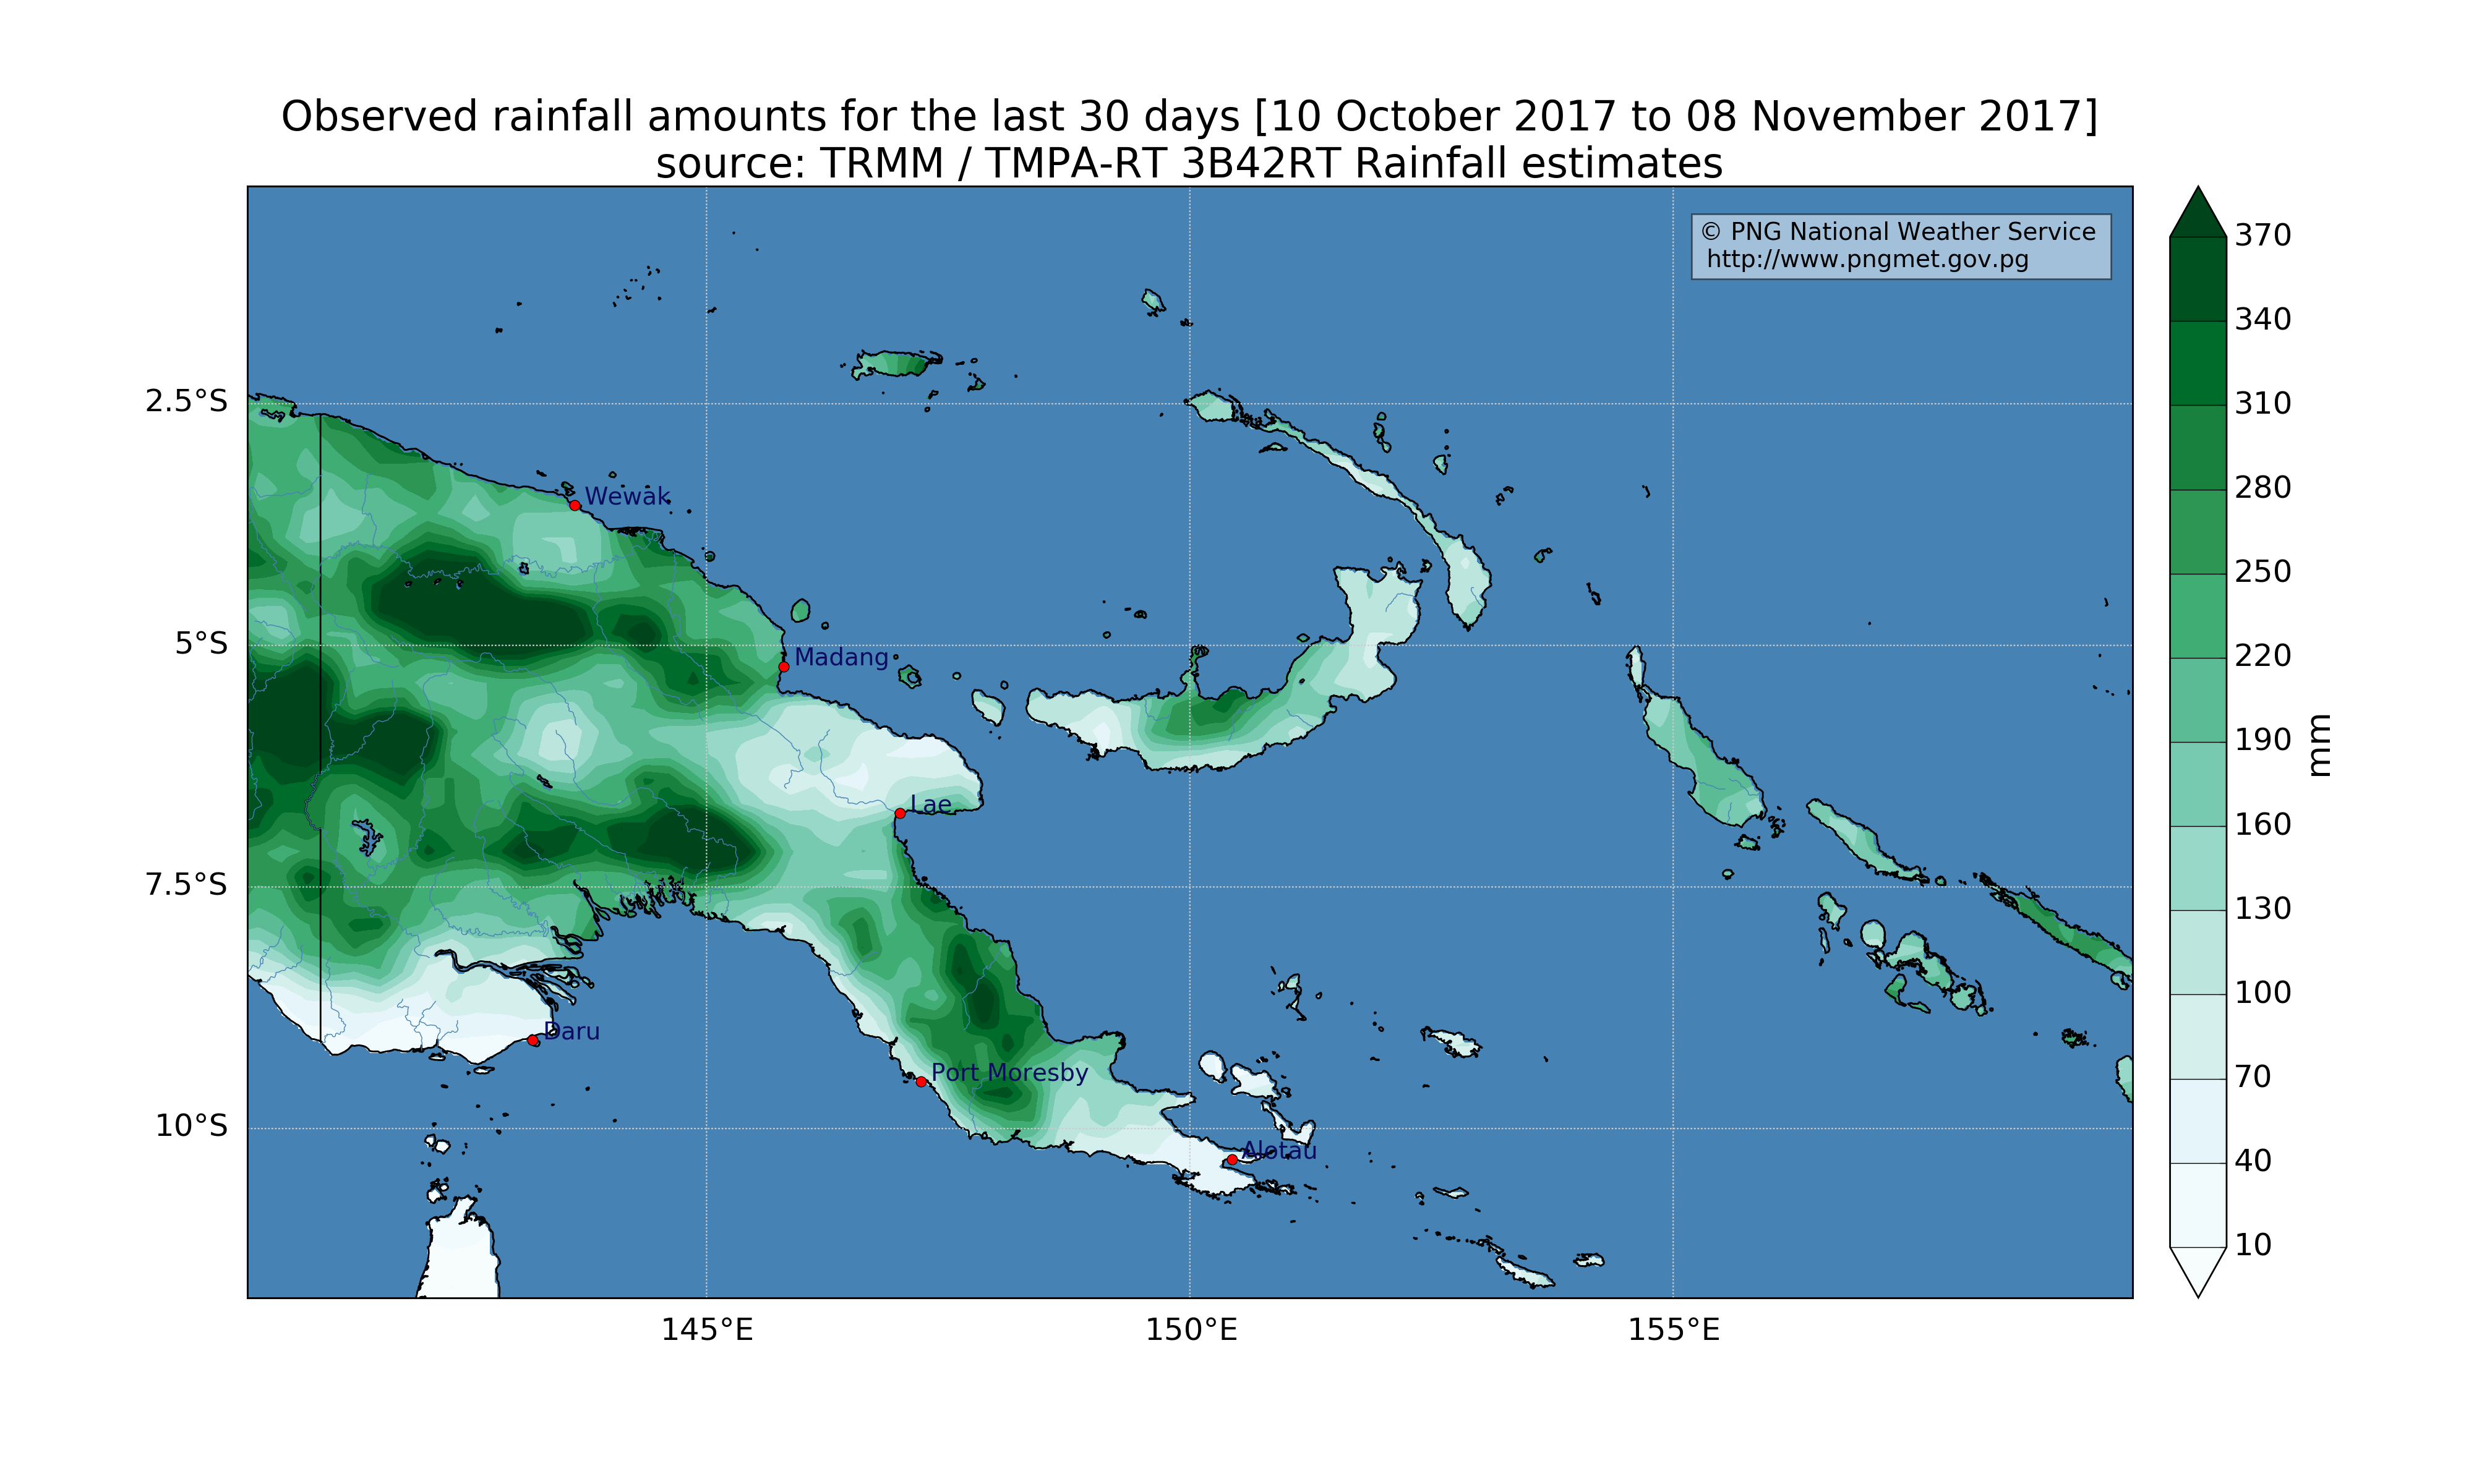 Observed rainfall amounts for the last 30 days [10 October 2017 to 08 November 2017]
source: TRMM / TMPA-RT 3B42RT Rainfall estimates
© PNG National Weather Service
http://www.pngmet.gov.pg
2.5°S
5°S
7.5°S
10°S
Wewak
Madang
Lae
Daru
Port Moresby
Alotau
145°E
150°E
155°E
370
340
310
280
250
220
190
160
130
100
70
40
10
mm